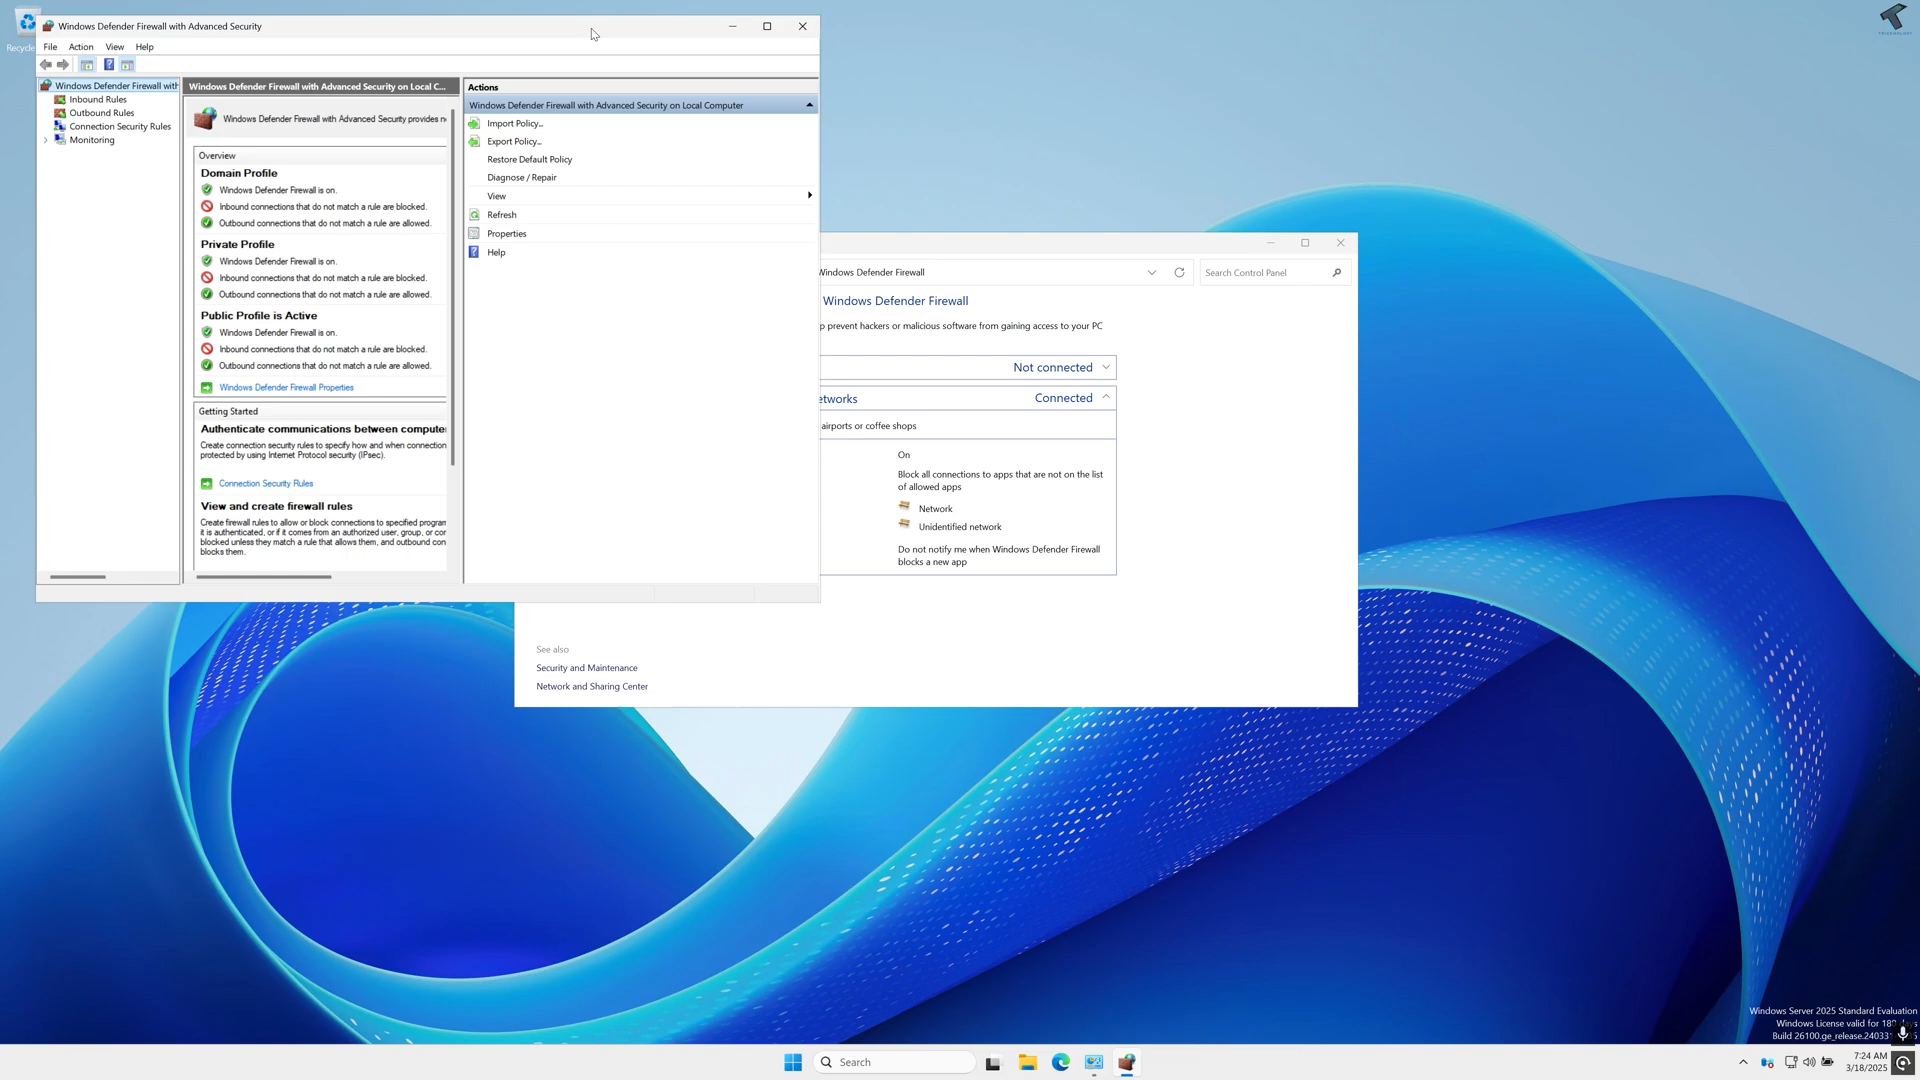 Windows Defender Firewall with Advanced Security
File Action View Help
Windows Defender Firewall with
Inbound Rules
Outbound Rules
Connection Security Rules
Monitoring
Windows Defender Firewall with Advanced Security on Local C...
Windows Defender Firewall with Advanced Security provides
Overview
Domain Profile
Windows Defender Firewall is on.
Inbound connections that do not match a rule are blocked.
Outbound connections that do not match a rule are allowed.
Private Profile
Windows Defender Firewall is on.
Inbound connections that do not match a rule are blocked.
Outbound connections that do not match a rule are allowed.
Public Profile is Active
Windows Defender Firewall is on.
Inbound connections that do not match a rule are blocked.
Outbound connections that do not match a rule are allowed.
Windows Defender Firewall Properties
Getting Started
Authenticate communications between compute
Create connection security rules to specify how and when connection
protected by using Internet Protocol security (IPsec).
Connection Security Rules
View and create firewall rules
Create firewall rules to allow or block connections to specified program
it is authenticated, or if it comes from an authorized user, group, or cor
blocked unless they match a rule that allows them, and outbound con
blocks them.
Actions
Windows Defender Firewall with Advanced Security on Local Computer
Import Policy...
Export Policy...
Restore Default Policy
Diagnose / Repair
View
Refresh
Properties
Help
Windows Defender Firewall
Search Control Panel
Windows Defender Firewall
p prevent hackers or malicious software from gaining access to your PC
Not connected
etworks Connected
airports or coffee shops
On
Block all connections to apps that are not on the list
of allowed apps
Network
Unidentified network
Do not notify me when Windows Defender Firewall
blocks a new app
See also
Security and Maintenance
Network and Sharing Center
Windows Server 2025 Standard Evaluation
Windows License valid for 180
Build 26100.ge_release.24033
Search
7:24 AM
3/18/2025